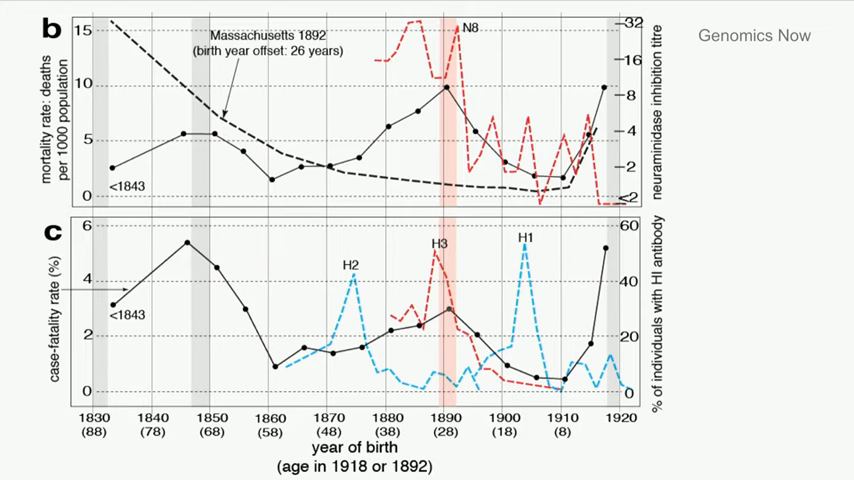 b
Genomics Now
mortality rate: deaths
per 1000 population
15
10
5
0
Massachusetts 1892
(birth year offset: 26 years)
N8
<1843
32
16
8
4
2
<2
neuraminidase inhibition titre
c
case-fatality rate (%)
6
4
2
0
H2
H3
H1
<1843
60
40
20
0
% of individuals with HI antibody
1830 1840 1850 1860 1870 1880 1890 1900 1910 1920
(88) (78) (68) (58) (48) (38) (28) (18) (8)
year of birth
(age in 1918 or 1892)